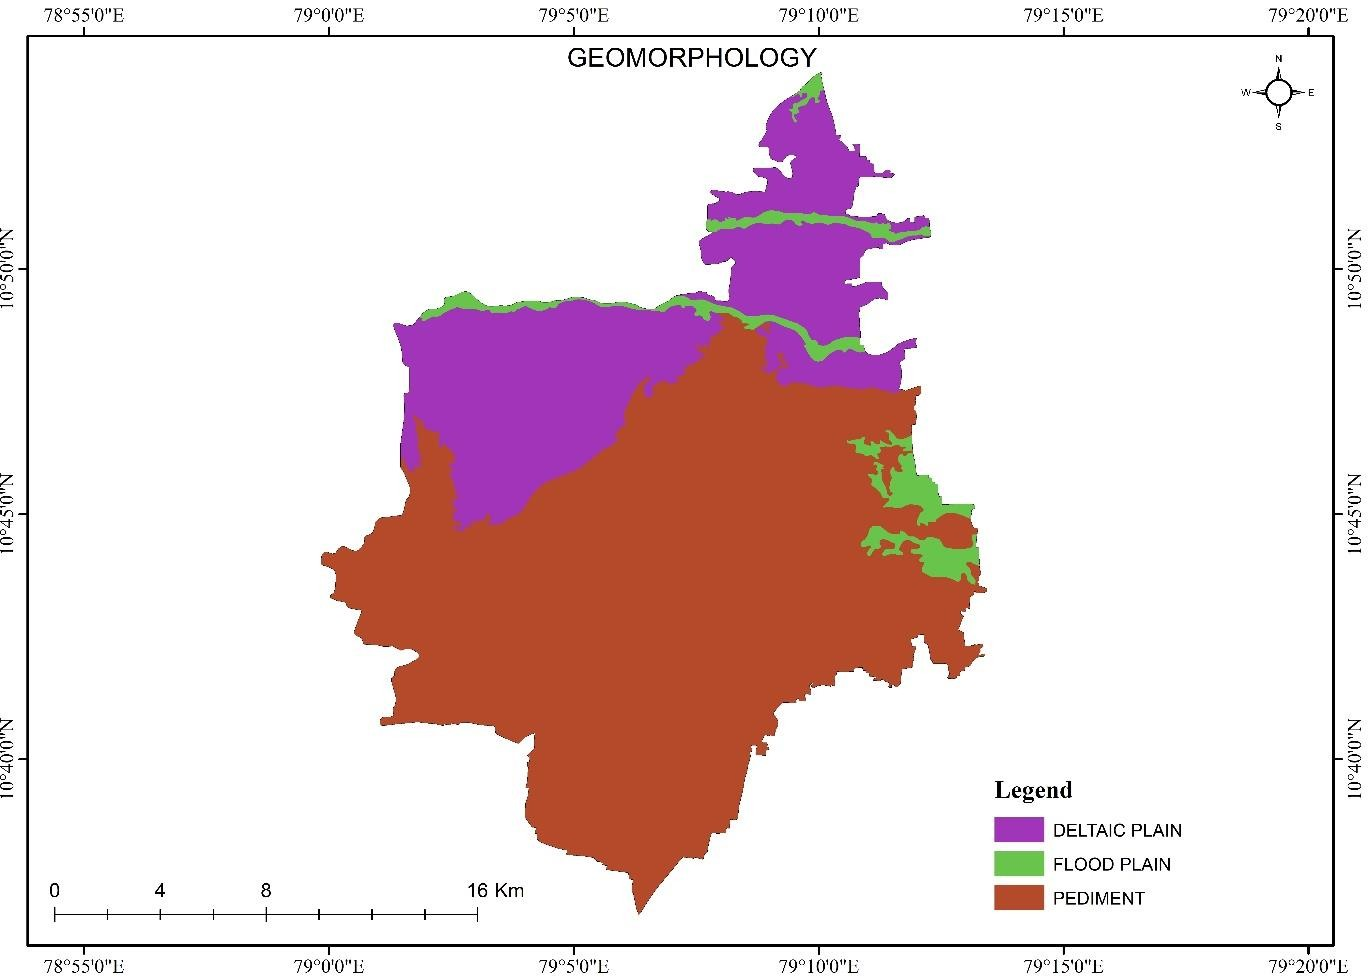 78°55'0"E 79°0'0"E 79°5'0"E 79°10'0"E 79°15'0"E 79°20'0"E
GEOMORPHOLOGY
N
W E
S
10°50'0"N 10°50'0"N
10°45'0"N 10°45'0"N
10°40'0"N 10°40'0"N
Legend
DELTAIC PLAIN
FLOOD PLAIN
PEDIMENT
0 4 8 16 Km
78°55'0"E 79°0'0"E 79°5'0"E 79°10'0"E 79°15'0"E 79°20'0"E